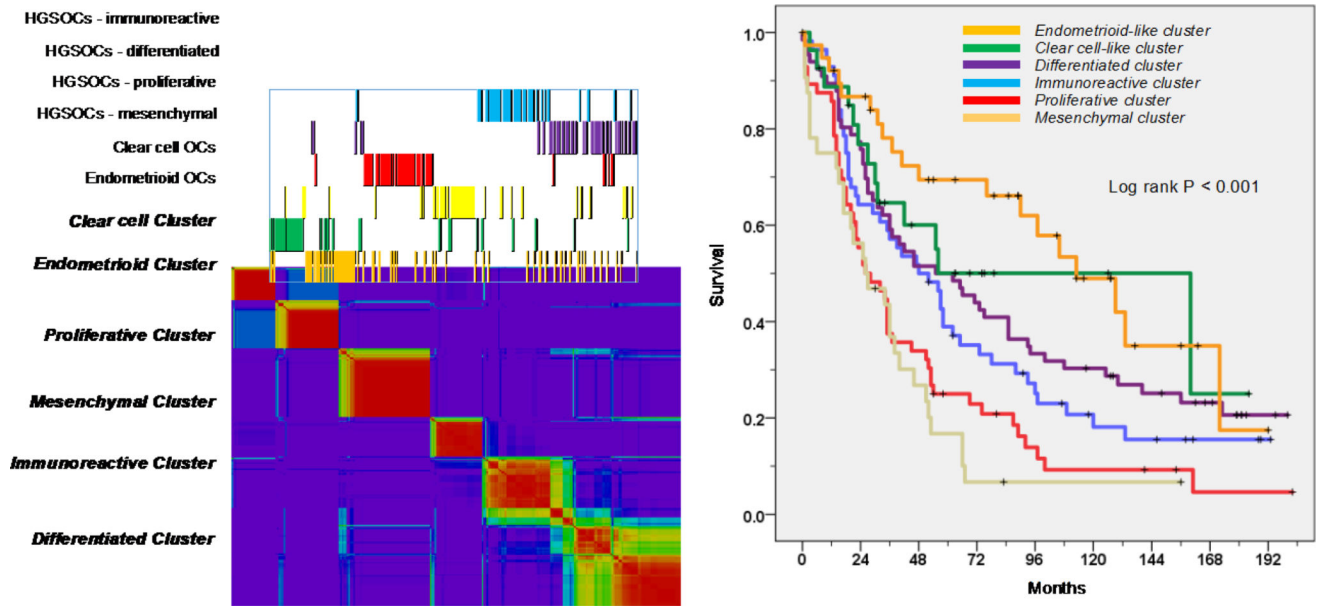 HGSOCs - immunoreactive
HGSOCs - differentiated
HGSOCs - proliferative
HGSOCs - mesenchymal
Clear cell OCs
Endometrioid OCs
Clear cell Cluster
Endometrioid Cluster
Proliferative Cluster
Mesenchymal Cluster
Immunoreactive Cluster
Differentiated Cluster
Endometrioid-like cluster
Clear cell-like cluster
Differentiated cluster
Immunoreactive cluster
Proliferative cluster
Mesenchymal cluster
Log rank P < 0.001
Survival
1.0
0.8
0.6
0.4
0.2
0.0
0 24 48 72 96 120 144 168 192
Months